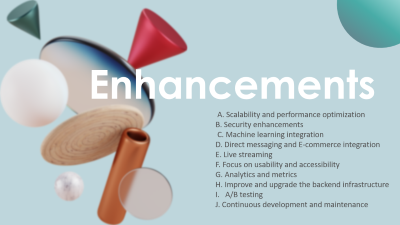 Enhancements
A. Scalability and performance optimization
B. Security enhancements
C. Machine learning integration
D. Direct messaging and E-commerce integration
E. Live streaming
F. Focus on usability and accessibility
G. Analytics and metrics
H. Improve and upgrade the backend infrastructure
I. A/B testing
J. Continuous development and maintenance